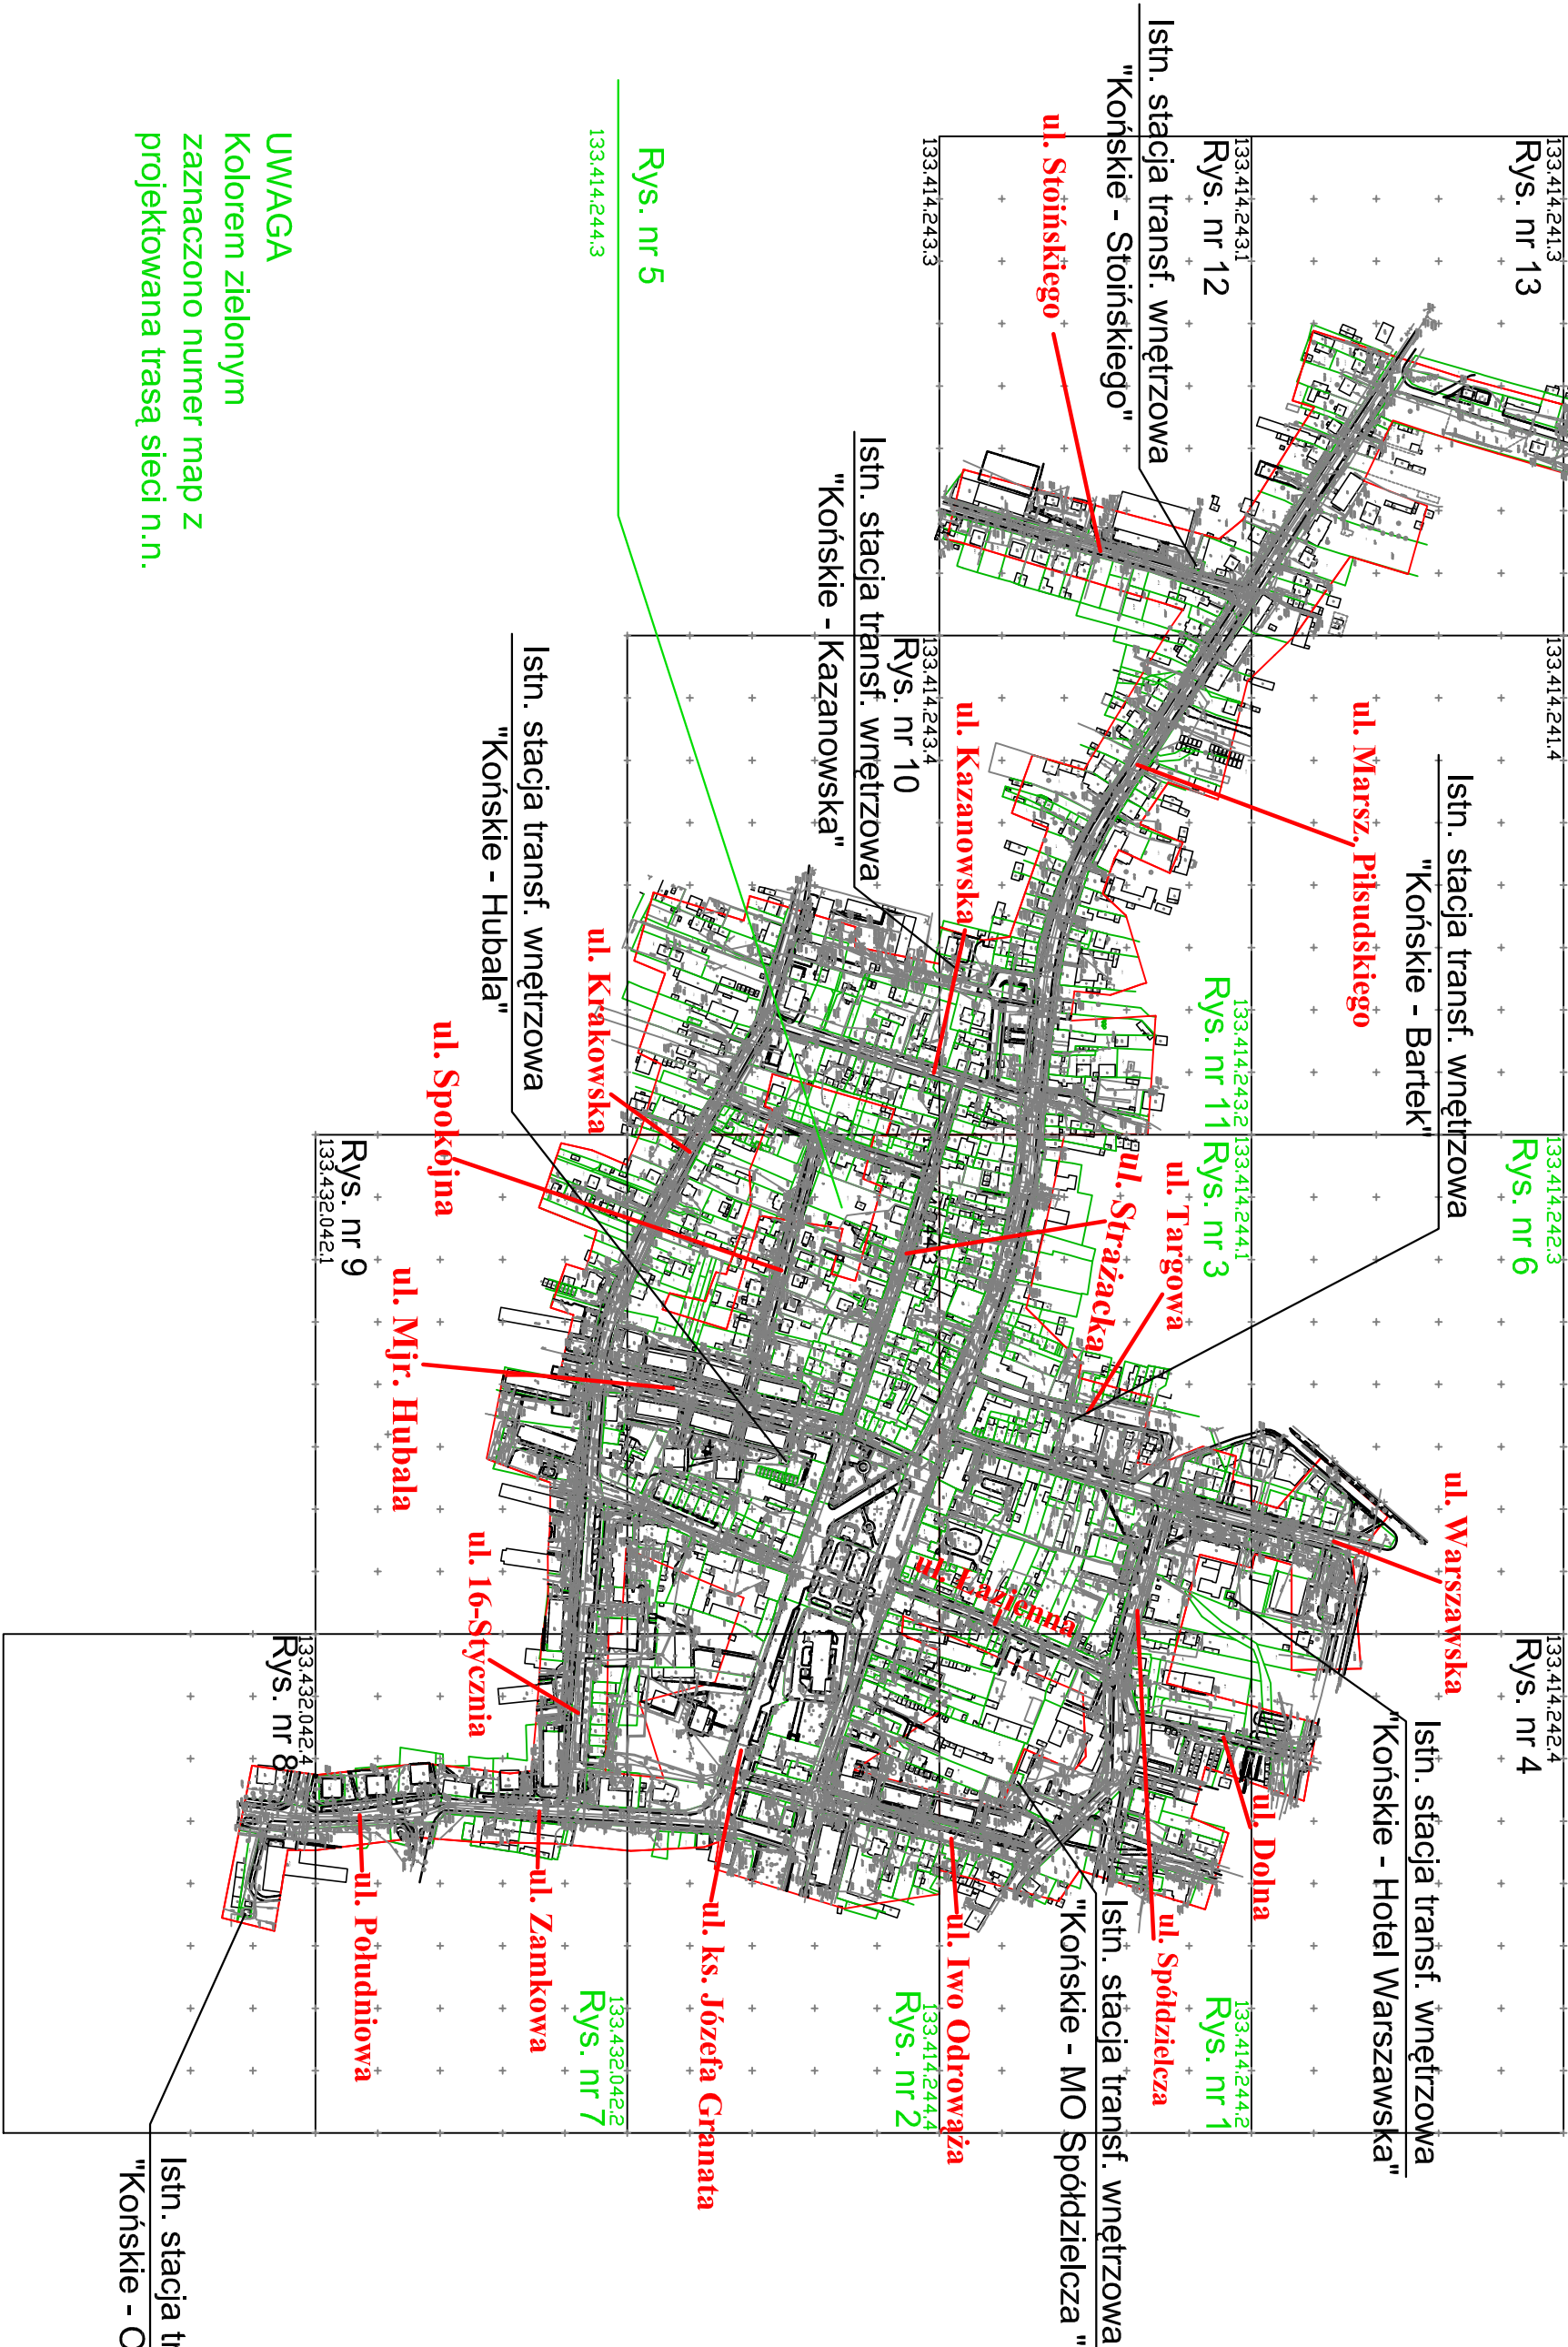 133.414.241.3
Rys. nr 13
133.414.241.4
133.414.242.3
Rys. nr 6
133.414.242.4
Rys. nr 4
Istn. stacja transf. wnętrzowa
"Końskie - Stoińskiego"
133.414.243.1
Rys. nr 12
ul. Stoińskiego
133.414.243.3
ul. Marsz. Piłsudskiego
Istn. stacja transf. wnętrzowa
"Końskie - Bartek"
133.414.243.2
Rys. nr 11
133.414.244.1
Rys. nr 3
ul. Targowa
ul. Strażacka
ul. Warszawska
Istn. stacja transf. wnętrzowa
"Końskie - Hotel Warszawska"
ul. Dolna
133.414.244.2
Rys. nr 1
ul. Spółdzielcza
Istn. stacja transf. wnętrzowa
"Końskie - MO Spółdzielcza "
ul. Łazienna
ul. Kazanowska
133.414.243.4
Rys. nr 10
Istn. stacja transf. wnętrzowa
"Końskie - Kazanowska"
ul. Iwo Odrowąża
133.414.244.4
Rys. nr 2
ul. ks. Józefa Granata
Rys. nr 5
133.414.244.3
ul. Krakowska
Istn. stacja transf. wnętrzowa
"Końskie - Hubala"
ul. Spokojna
133.432.042.2
Rys. nr 7
ul. Zamkowa
ul. 16-Stycznia
ul. Mjr. Hubala
Rys. nr 9
133.432.042.1
ul. Południowa
133.432.042.4
Rys. nr 8
UWAGA
Kolorem zielonym
zaznaczono numer map z
projektowana trasą sieci n.n.
Istn. stacja
"Końskie -